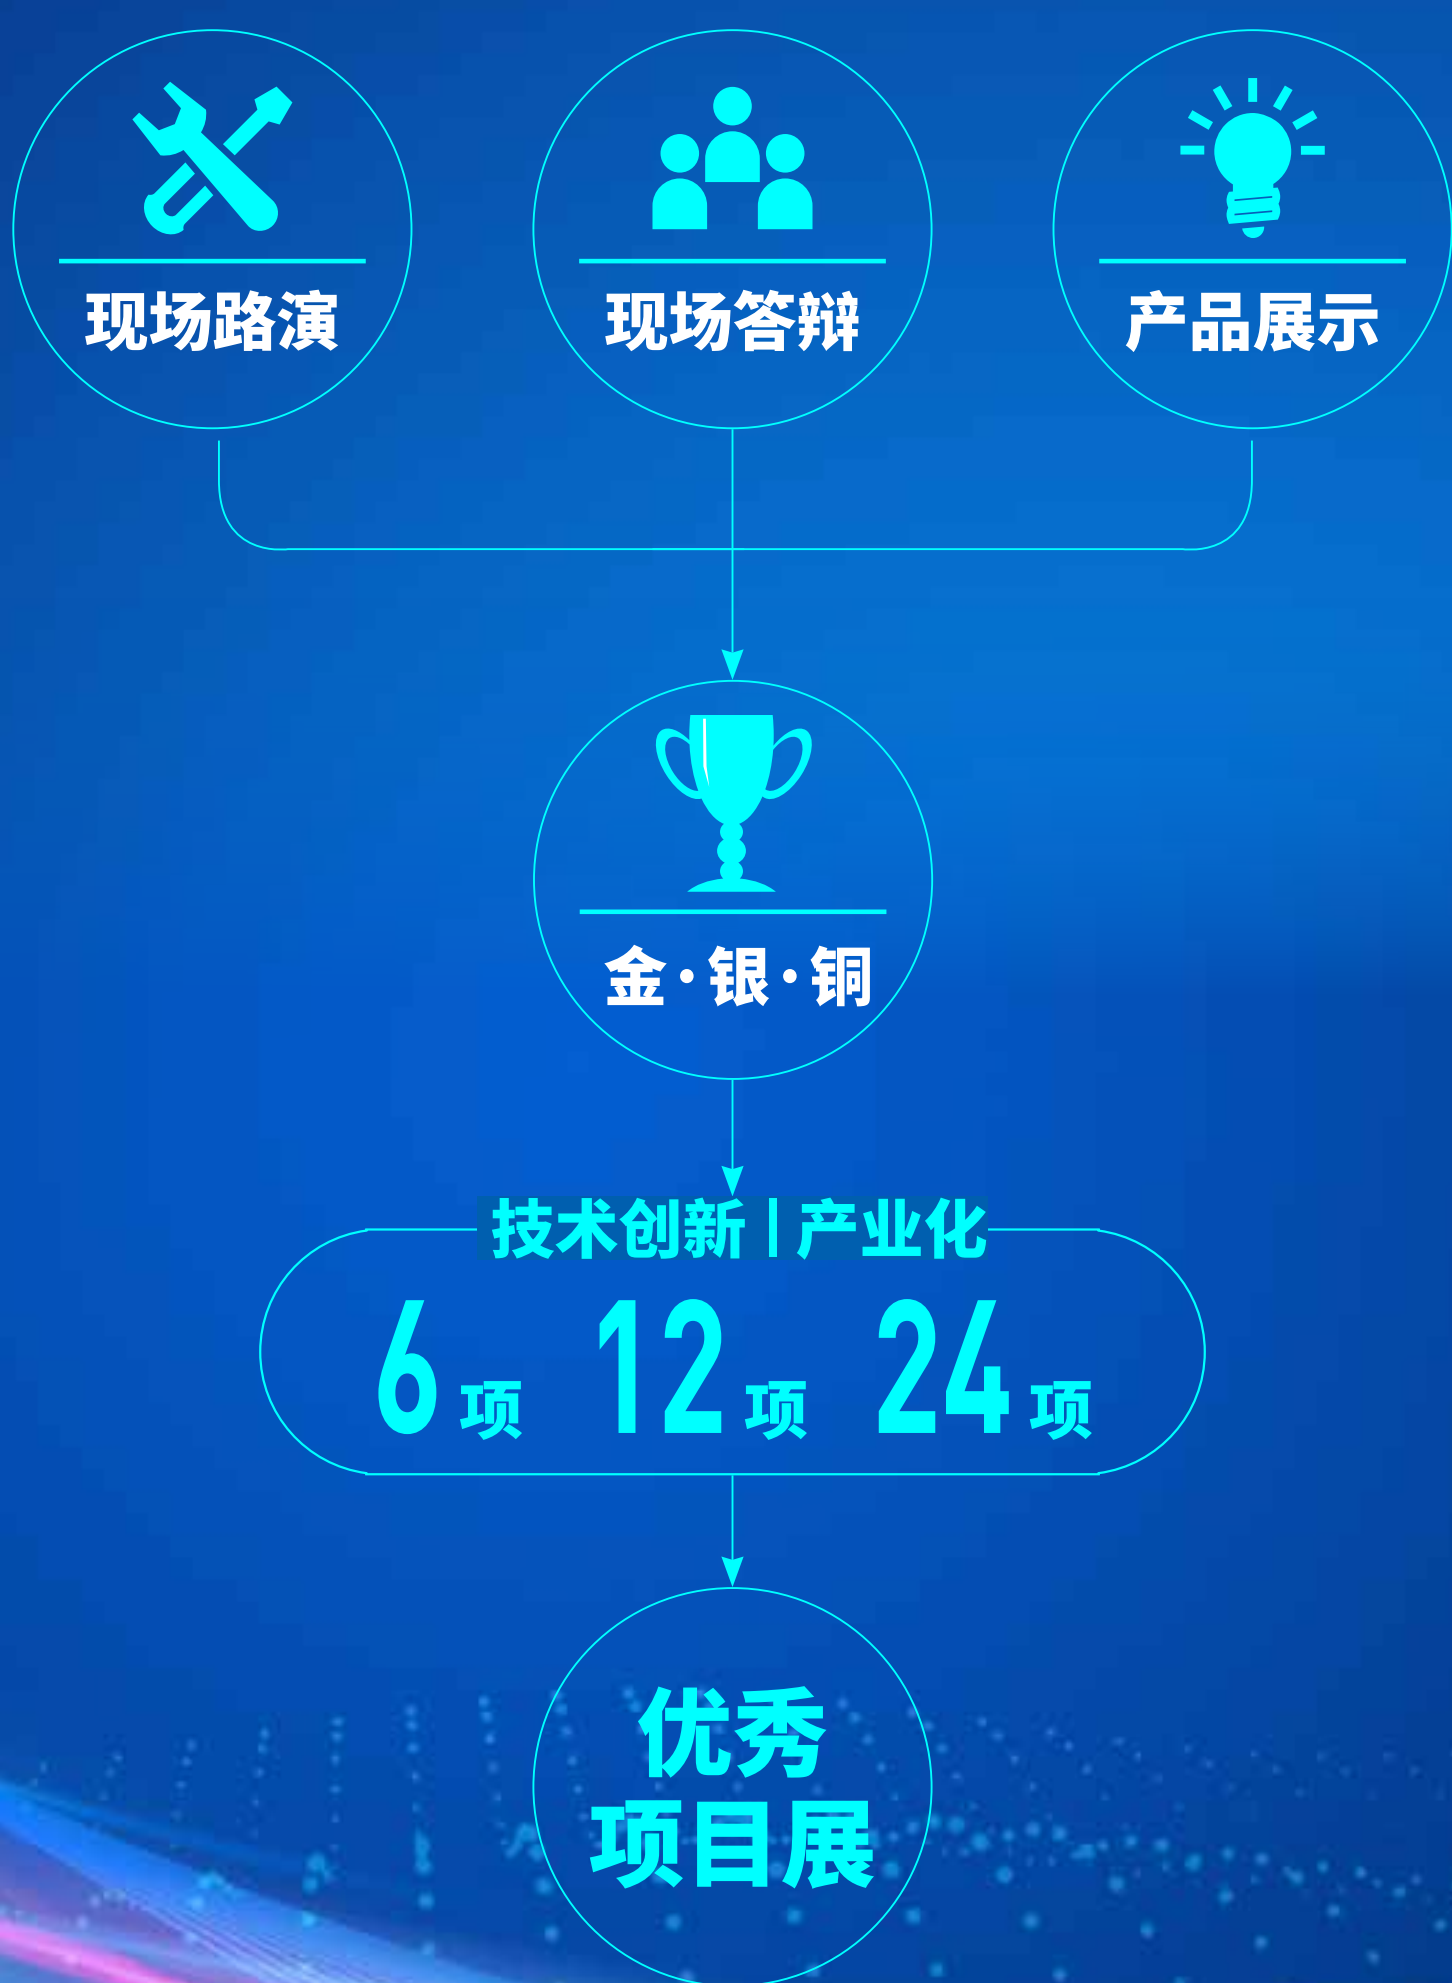 现场路演
现场答辩
产品展示
金·银·铜
技术创新|产业化
6项 12项 24项
优秀
项目展